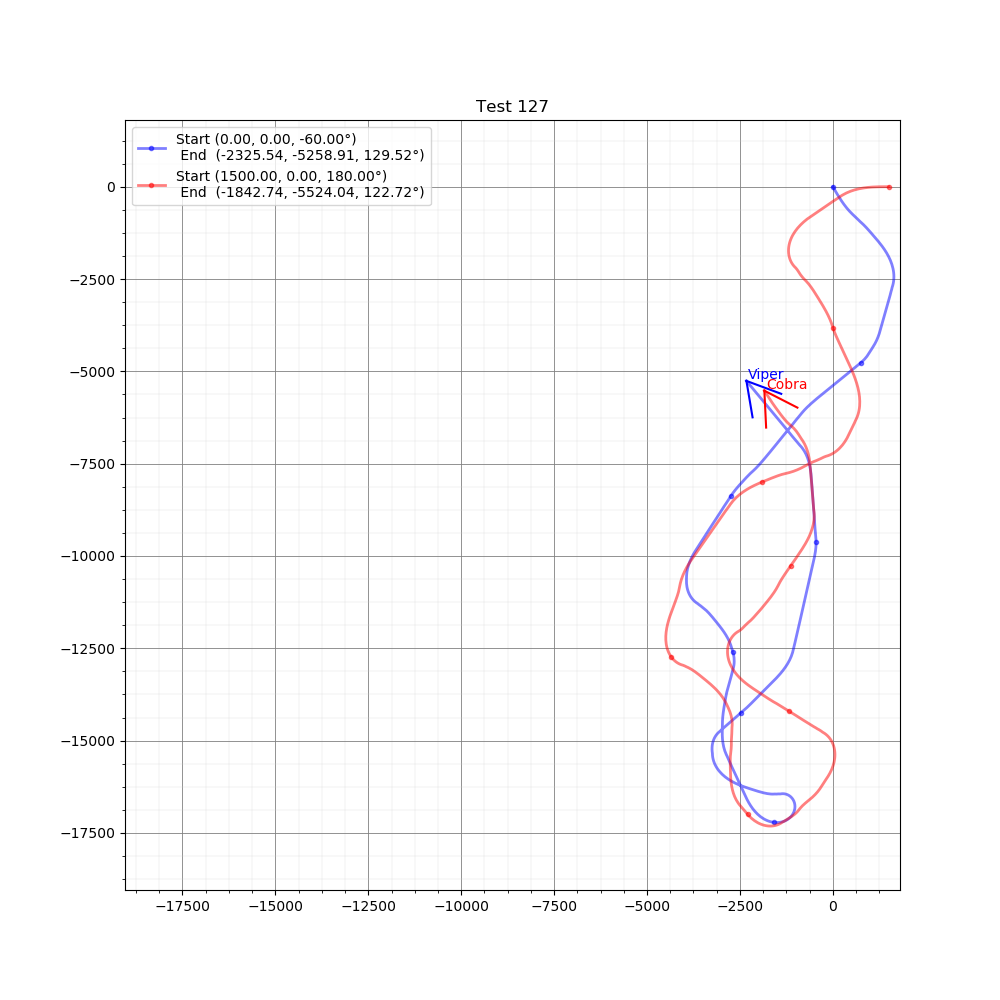 Test 127
Start (0.00, 0.00, -60.00°)
End (-2325.54, -5258.91, 129.52°)
Start (1500.00, 0.00, 180.00°)
End (-1842.74, -5524.04, 122.72°)
0
−2500
−5000
−7500
−10000
−12500
−15000
−17500
Viper
Cobra
−17500 −15000 −12500 −10000 −7500 −5000 −2500 0